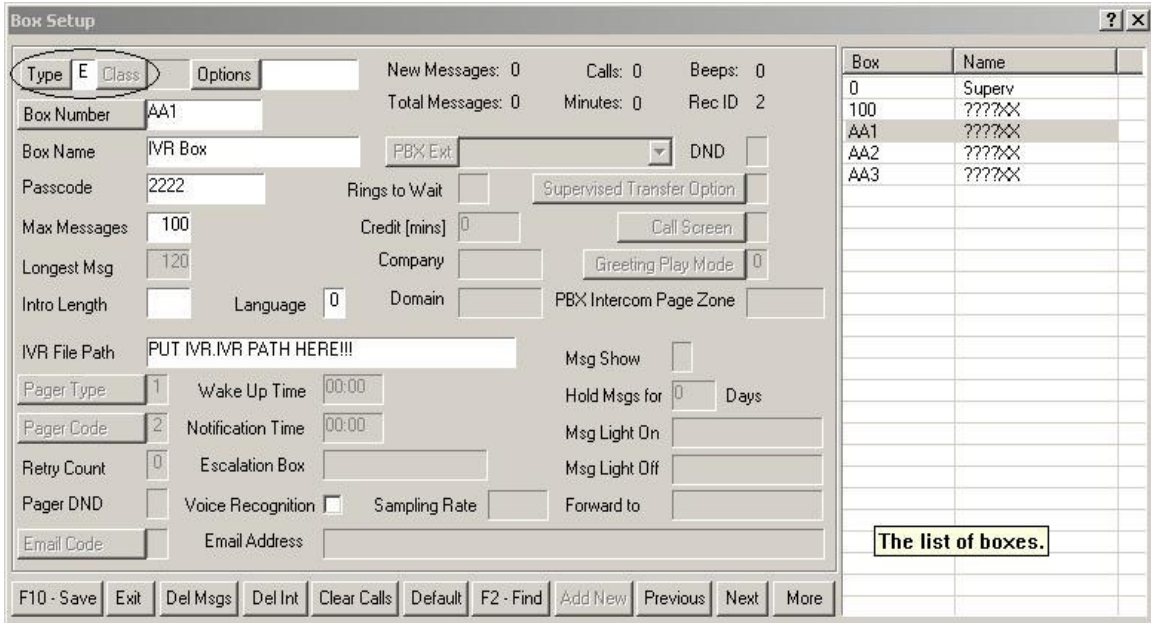 Box Setup ? X
Type E Class Options New Messages: 0 Calls: 0 Beeps: 0
Total Messages: 0 Minutes: 0 Rec ID 2
Box Number AA1
Box Name IVR Box PBX Ext DND
Passcode 2222 Rings to Wait Supervised Transfer Option
Max Messages 100 Credit [mins] 0 Call Screen
Longest Msg 120 Company Greeting Play Mode 0
Intro Length Language 0 Domain PBX Intercom Page Zone
IVR File Path PUT IVR.IVR PATH HERE!!! Msg Show
Pager Type 1 Wake Up Time 00:00 Hold Msgs for 0 Days
Pager Code 2 Notification Time 00:00 Msg Light On
Retry Count 0 Escalation Box Msg Light Off
Pager DND Voice Recognition Sampling Rate Forward to
Email Code Email Address
F10 - Save Exit Del Msgs Del Int Clear Calls Default F2 - Find Add New Previous Next More
Box Name
0 Superv
100 ????XX
AA1 ????XX
AA2 ????XX
AA3 ????XX
The list of boxes.